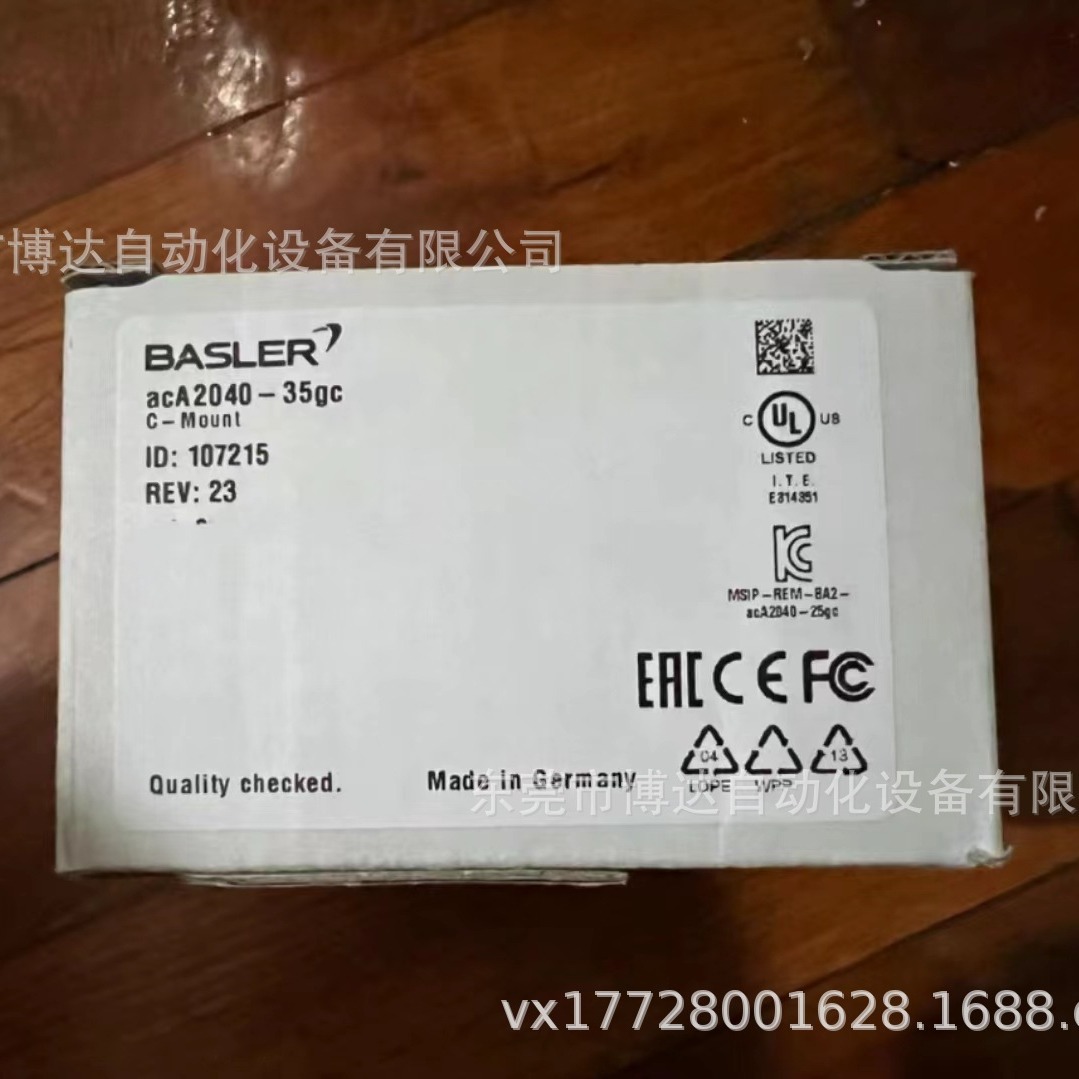 博达自动化设备有限公司
BASLER
acA2040-35gc
C-Mount
ID: 107215
REV: 23
C UL US
LISTED
I.T.E.
E314351
MSIP-REM-BA2-
acA2040-25gc
EAC CE FC
04
13
LDPE
WPP
Quality checked.
Made in Germany
东莞市博达自动化设备有限
vx17728001628.1688.c